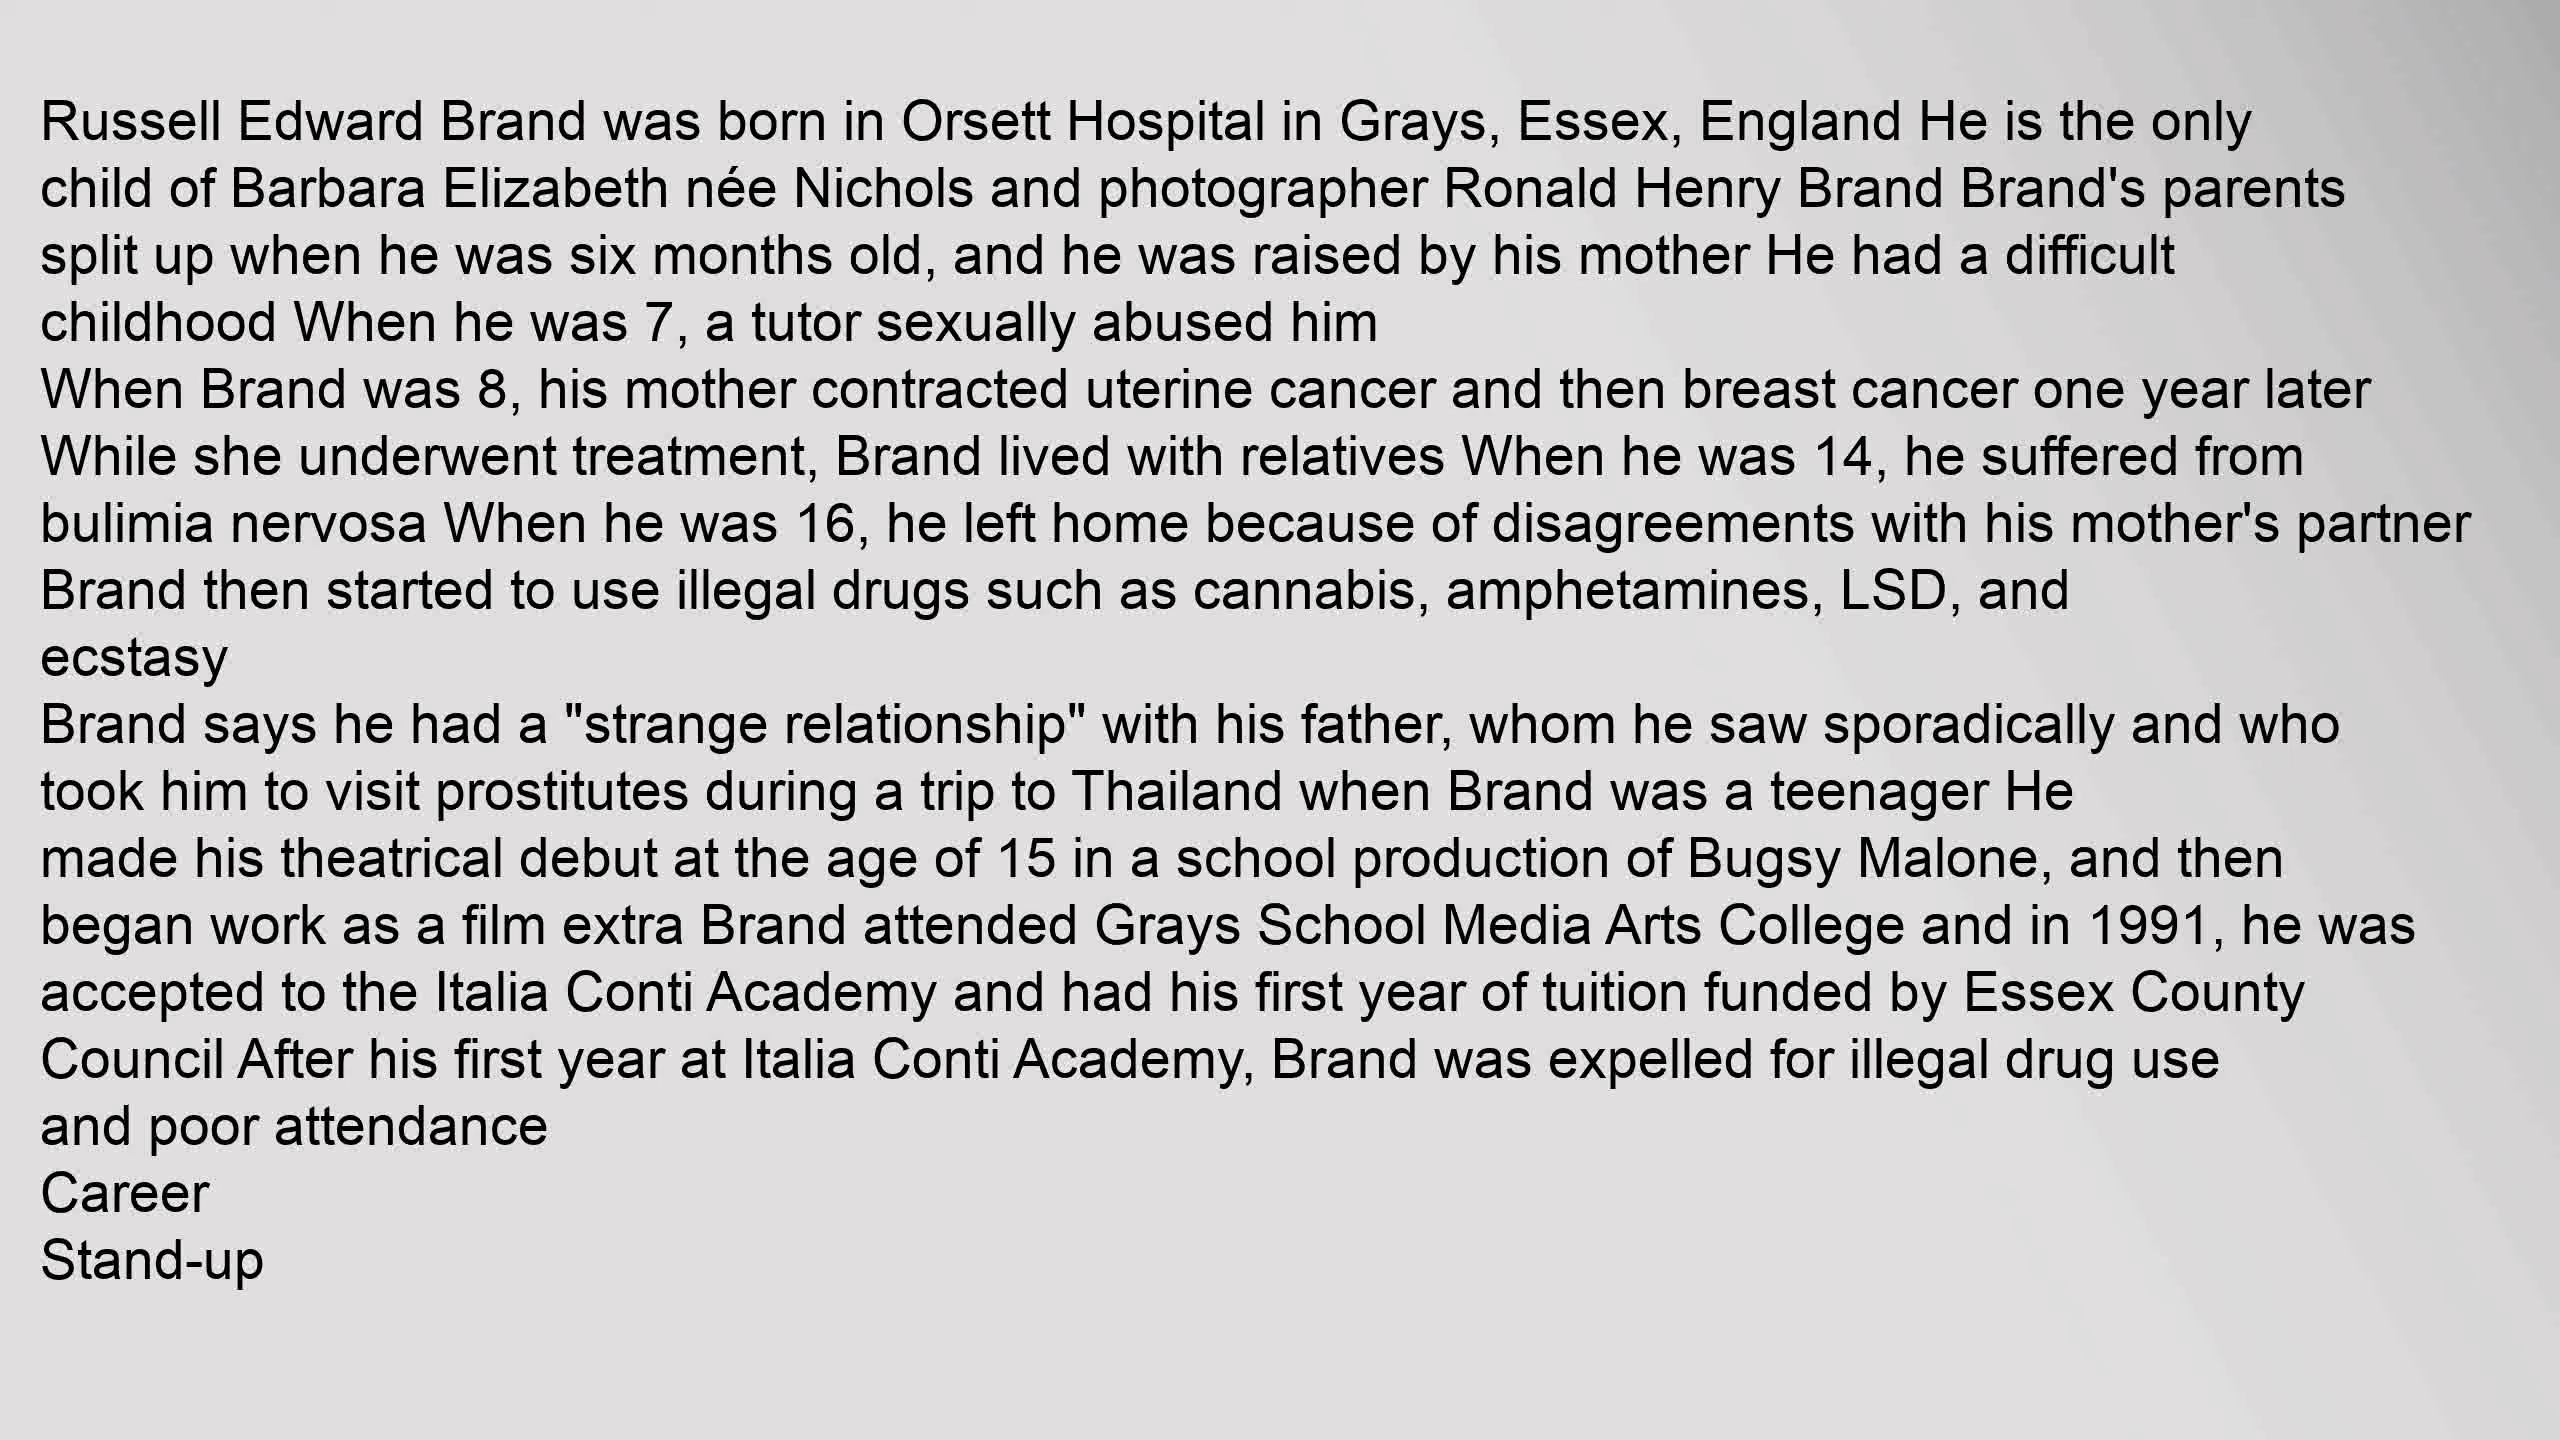 Russell Edward Brand was born in Orsett Hospital in Grays, Essex, England He is the only
child of Barbara Elizabeth née Nichols and photographer Ronald Henry Brand Brand's parents
split up when he was six months old, and he was raised by his mother He had a difficult
childhood When he was 7, a tutor sexually abused him
When Brand was 8, his mother contracted uterine cancer and then breast cancer one year later
While she underwent treatment, Brand lived with relatives When he was 14, he suffered from
bulimia nervosa When he was 16, he left home because of disagreements with his mother's partner
Brand then started to use illegal drugs such as cannabis, amphetamines, LSD, and
ecstasy
Brand says he had a "strange relationship" with his father, whom he saw sporadically and who
took him to visit prostitutes during a trip to Thailand when Brand was a teenager He
made his theatrical debut at the age of 15 in a school production of Bugsy Malone, and then
began work as a film extra Brand attended Grays School Media Arts College and in 1991, he was
accepted to the Italia Conti Academy and had his first year of tuition funded by Essex County
Council After his first year at Italia Conti Academy, Brand was expelled for illegal drug use
and poor attendance
Career
Stand-up